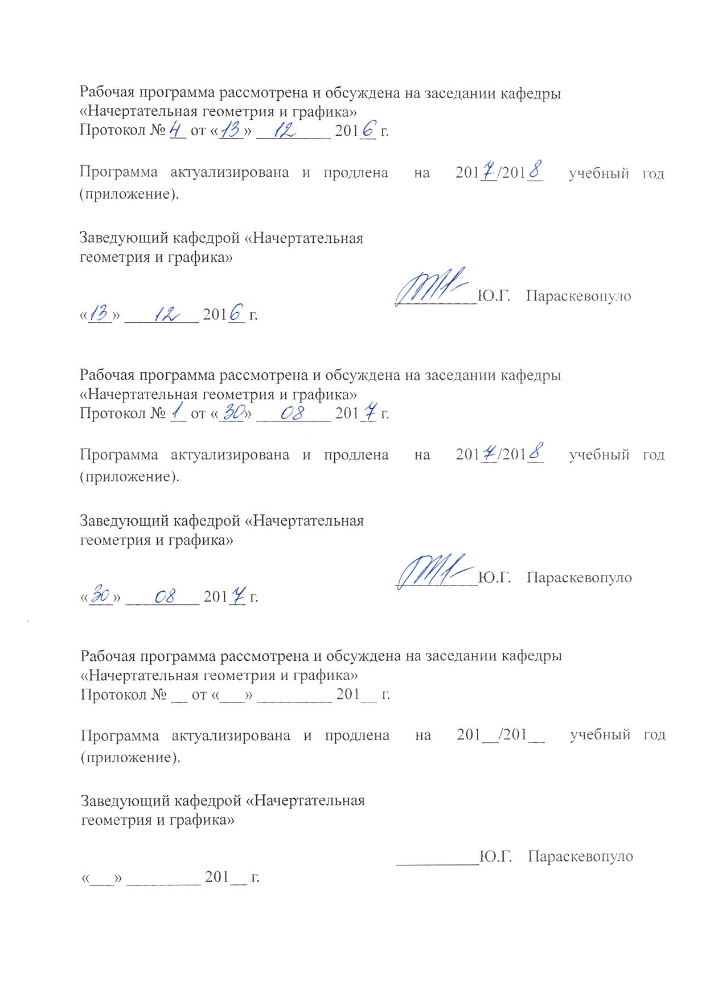 Рабочая программа рассмотрена и обсуждена на заседании кафедры
«Начертательная геометрия и графика»
Протокол № 4 от «13» 12 2016 г.
Программа актуализирована и продлена на 2017/2018 учебный год
(приложение).
Заведующий кафедрой «Начертательная
геометрия и графика»
___________Ю.Г. Параскевопуло
«13» 12 2016 г.
Рабочая программа рассмотрена и обсуждена на заседании кафедры
«Начертательная геометрия и графика»
Протокол № 1 от «30» 08 2017 г.
Программа актуализирована и продлена на 2017/2018 учебный год
(приложение).
Заведующий кафедрой «Начертательная
геометрия и графика»
___________Ю.Г. Параскевопуло
«30» 08 2017 г.
Рабочая программа рассмотрена и обсуждена на заседании кафедры
«Начертательная геометрия и графика»
Протокол № __ от «___» __________ 201__ г.
Программа актуализирована и продлена на 201__/201__ учебный год
(приложение).
Заведующий кафедрой «Начертательная
геометрия и графика»
___________Ю.Г. Параскевопуло
«___» __________ 201__ г.